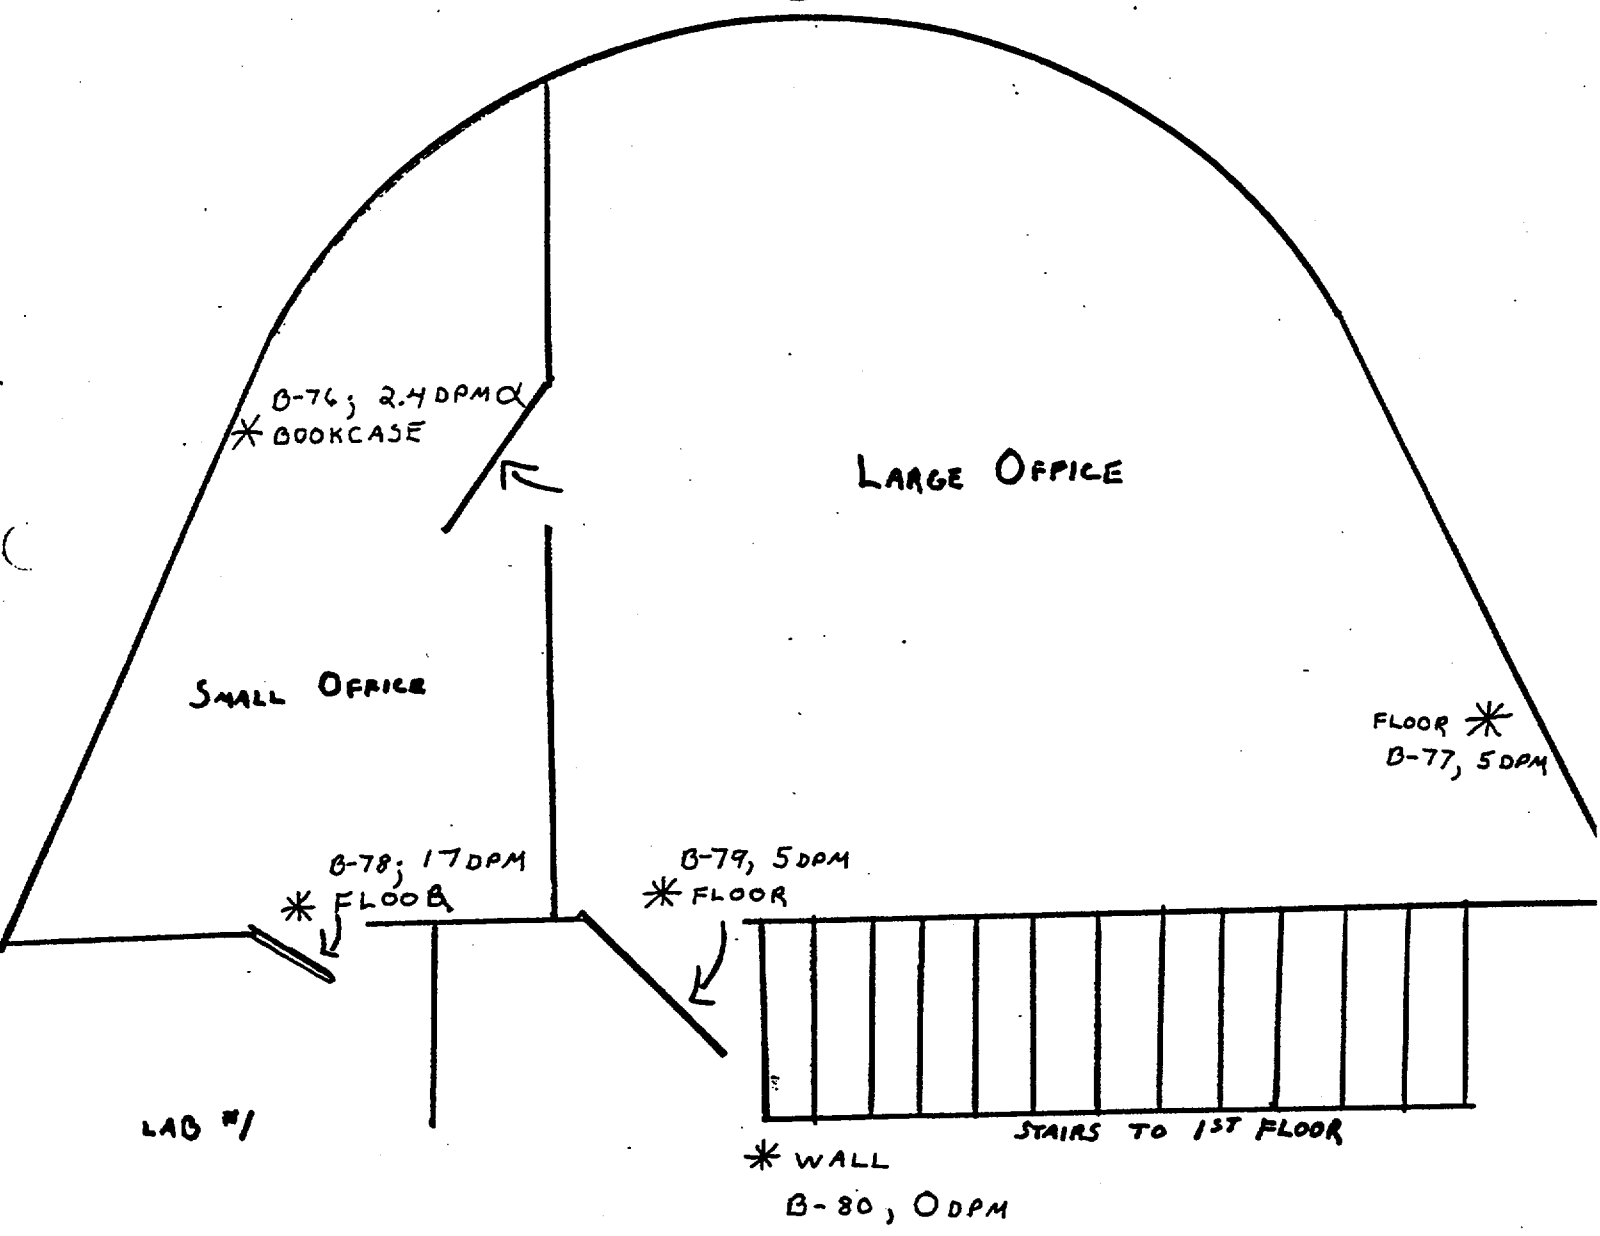 B-76; 2.4 DPM α
BOOKCASE
LARGE OFFICE
SMALL OFFICE
FLOOR
B-77, 5 DPM
B-78; 17 DPM
FLOOR
B-79, 5 DPM
FLOOR
LAB #1
STAIRS TO 1ST FLOOR
WALL
B-80, 0 DPM